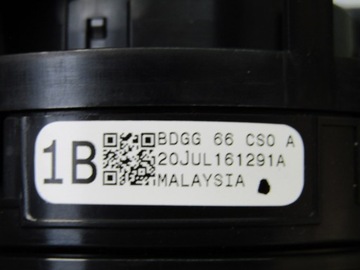 1B
BDGG 66 CS0 A
20JUL161291A
MALAYSIA